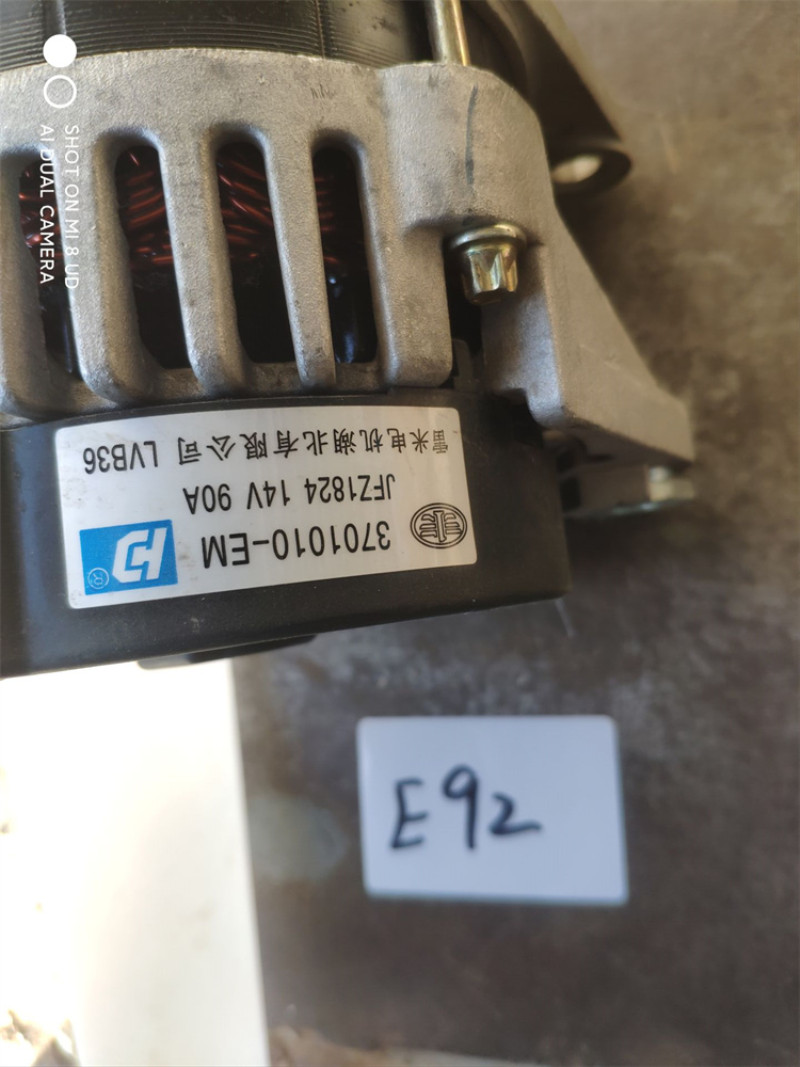 SHOT ON MI 8 UD
AI DUAL CAMERA
3701010-EM
JFZ1824 14V 90A
雷米电机湖北有限公司 LVB36
E92